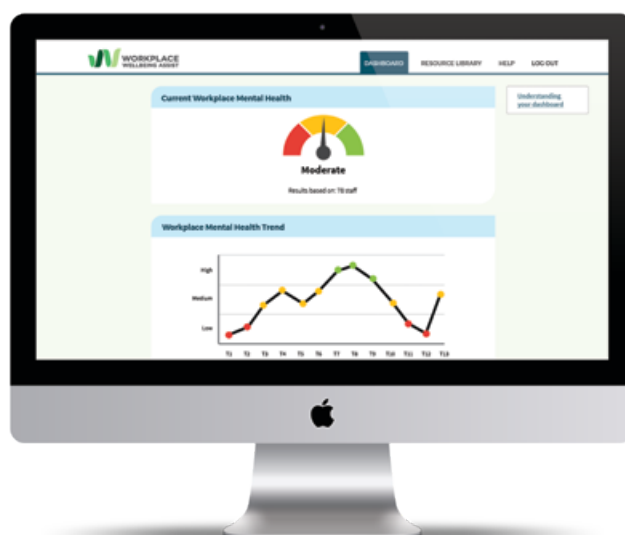 WORKPLACE
WELLBEING ASSIST
DASHBOARD
RESOURCE LIBRARY
HELP
LOG OUT
Current Workplace Mental Health
Understanding
your dashboard
Moderate
Results based on: 78 staff
Workplace Mental Health Trend
High
Medium
Low
T1 T2 T3 T4 T5 T6 T7 T8 T9 T10 T11 T12 T13